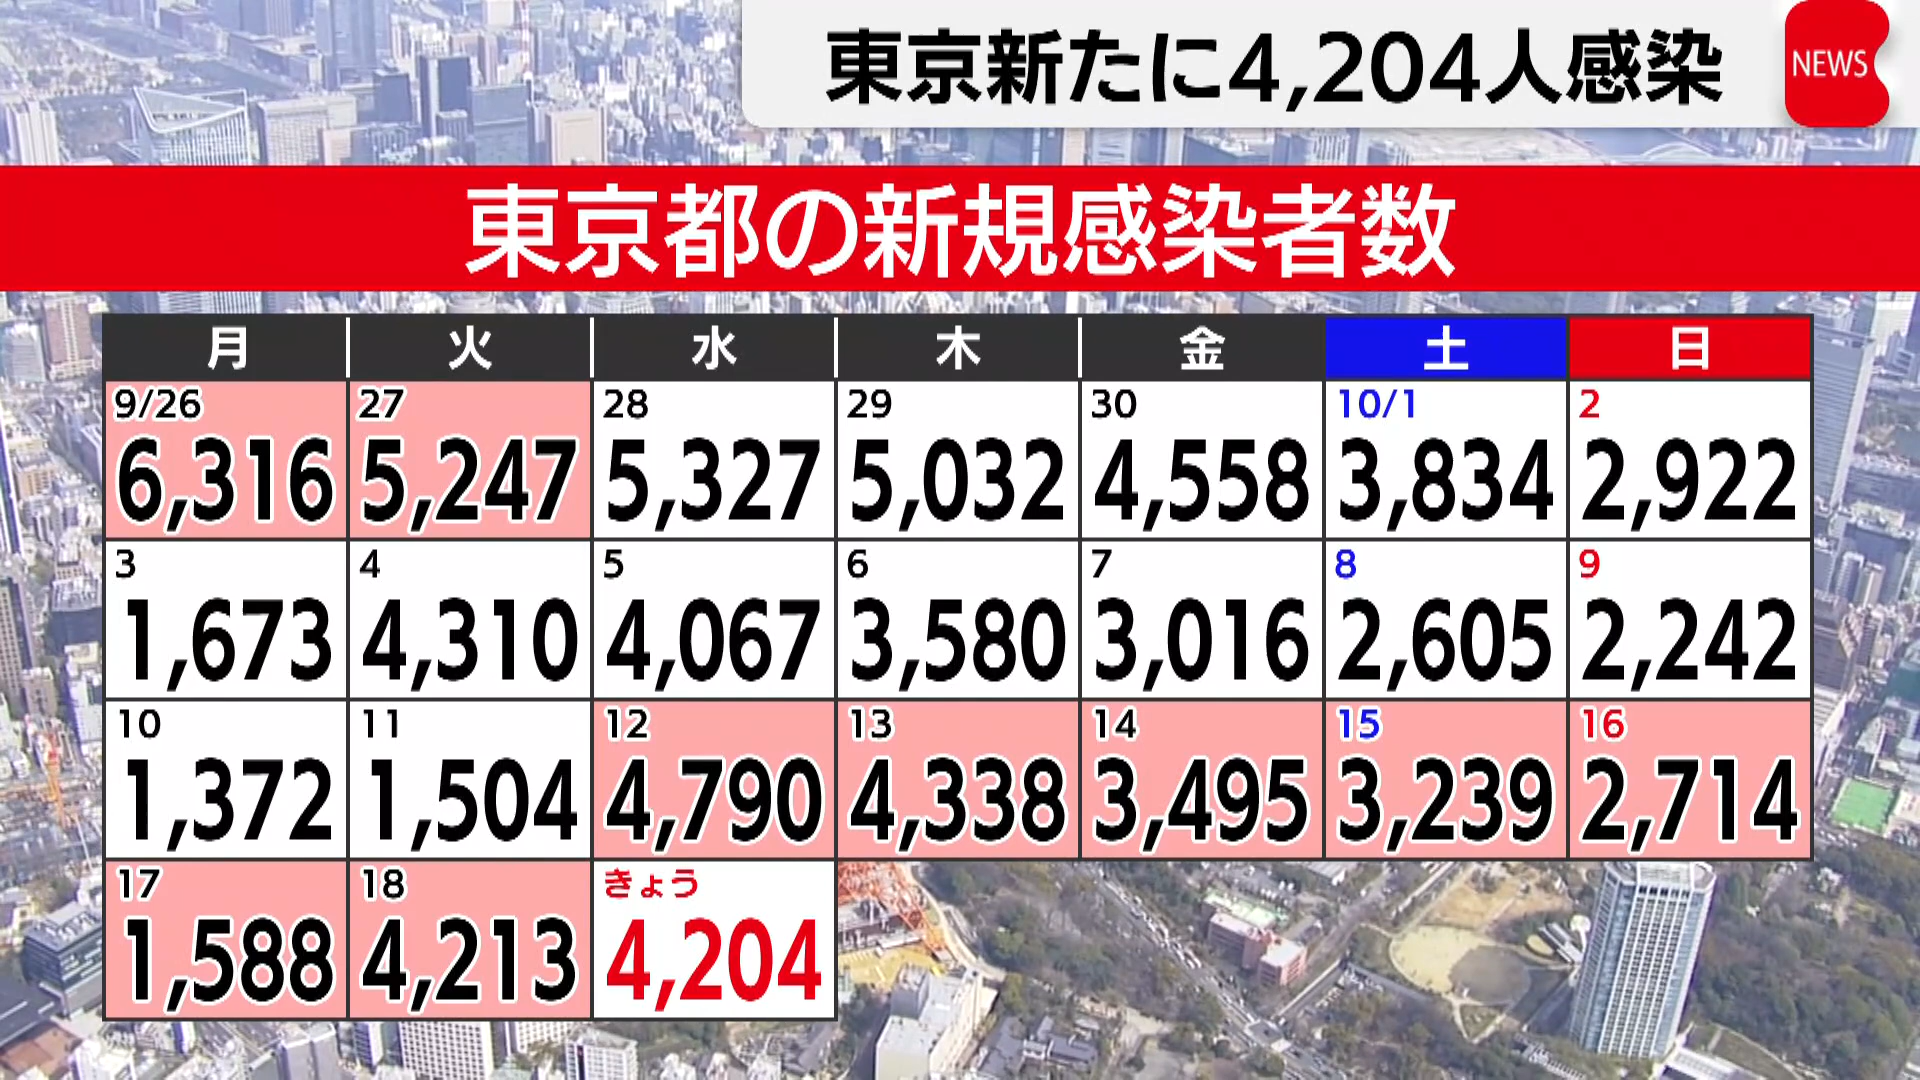 東京新たに4,204人感染
NEWS
東京都の新規感染者数
月 火 水 木 金 土 日
9/26 27 28 29 30 10/1 2
6,316 5,247 5,327 5,032 4,558 3,834 2,922
3 4 5 6 7 8 9
1,673 4,310 4,067 3,580 3,016 2,605 2,242
10 11 12 13 14 15 16
1,372 1,504 4,790 4,338 3,495 3,239 2,714
17 18 きょう
1,588 4,213 4,204